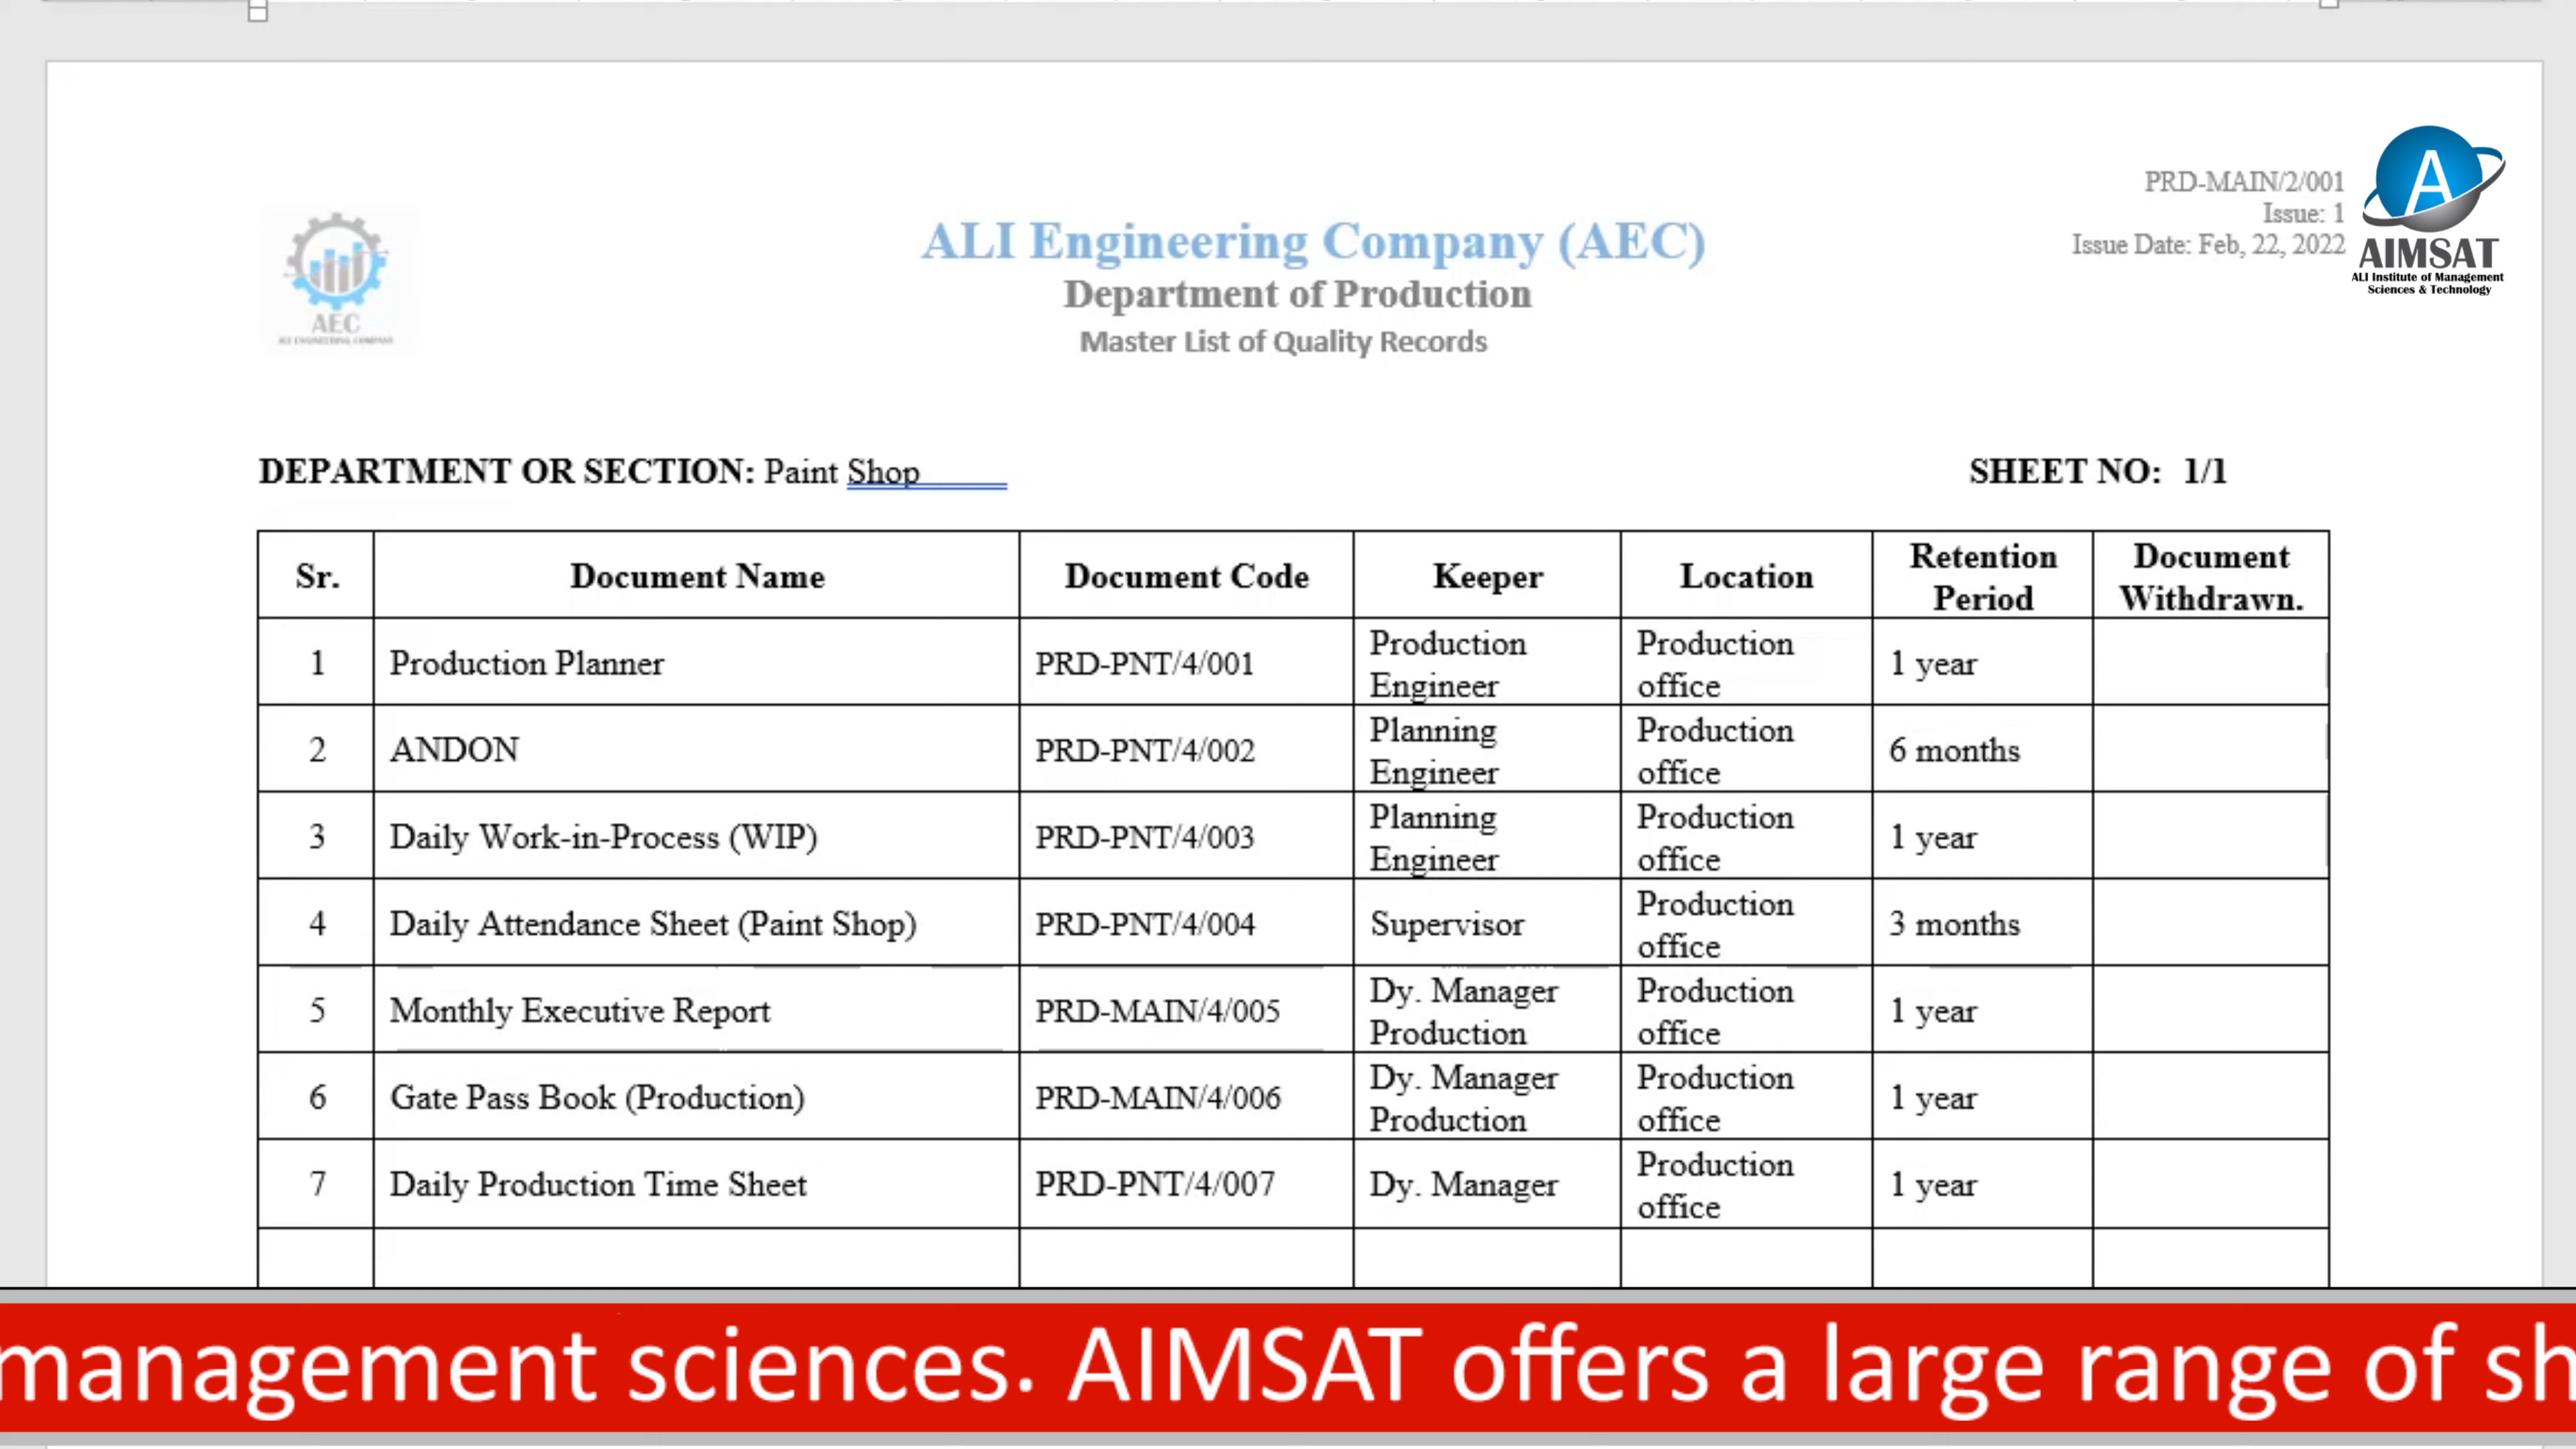 PRD-MAIN/2/001
Issue: 1
Issue Date: Feb, 22, 2022
AIMSAT
ALI Institute of Management
Sciences & Technology
AEC
ALI ENGINEERING COMPANY
ALI Engineering Company (AEC)
Department of Production
Master List of Quality Records
DEPARTMENT OR SECTION: Paint Shop
SHEET NO: 1/1
Sr. Document Name Document Code Keeper Location Retention Period Document Withdrawn.
1 Production Planner PRD-PNT/4/001 Production Engineer Production office 1 year
2 ANDON PRD-PNT/4/002 Planning Engineer Production office 6 months
3 Daily Work-in-Process (WIP) PRD-PNT/4/003 Planning Engineer Production office 1 year
4 Daily Attendance Sheet (Paint Shop) PRD-PNT/4/004 Supervisor Production office 3 months
5 Monthly Executive Report PRD-MAIN/4/005 Dy. Manager Production Production office 1 year
6 Gate Pass Book (Production) PRD-MAIN/4/006 Dy. Manager Production Production office 1 year
7 Daily Production Time Sheet PRD-PNT/4/007 Dy. Manager Production office 1 year
management sciences. AIMSAT offers a large range of sh